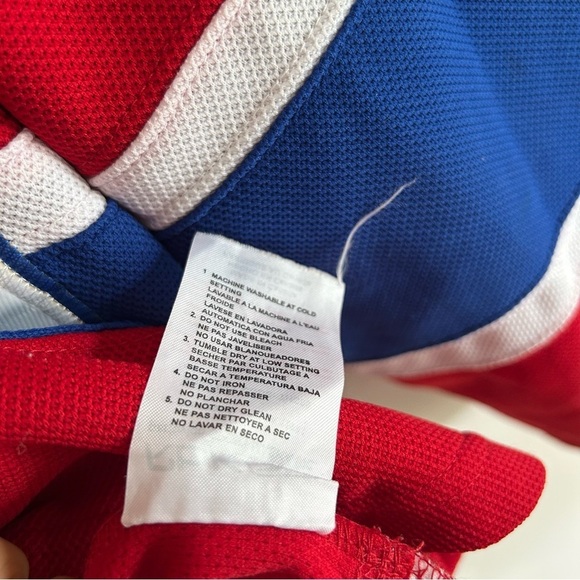 1 MACHINE WASHABLE AT COLD
SETTING
LAVABLE A LA MACHINE A L'EAU
FROIDE
LAVESE EN LAVADORA
AUTOMATICA CON AGUA FRIA
2. DO NOT USE BLEACH
NE PAS JAVELISER
NO USAR BLANQUEADORES
3. TUMBLE DRY AT LOW SETTING
SECHER PAR CULBUTAGE A
BASSE TEMPERATURE
SECAR A TEMPERATURA BAJA
4. DO NOT IRON
NE PAS REPASSER
NO PLANCHAR
5. DO NOT DRY GLEAN
NE PAS NETTOYER A SEC
NO LAVAR EN SECO